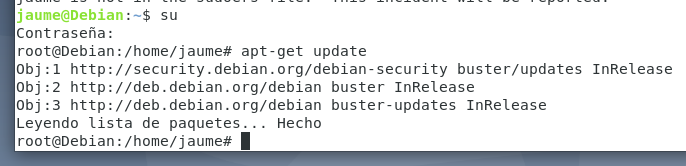 jaume is not in the sudoers file.  This incident will be reported.
jaume@Debian:~$ su
Contraseña:
root@Debian:/home/jaume# apt-get update
Obj:1 http://security.debian.org/debian-security buster/updates InRelease
Obj:2 http://deb.debian.org/debian buster InRelease
Obj:3 http://deb.debian.org/debian buster-updates InRelease
Leyendo lista de paquetes... Hecho
root@Debian:/home/jaume#